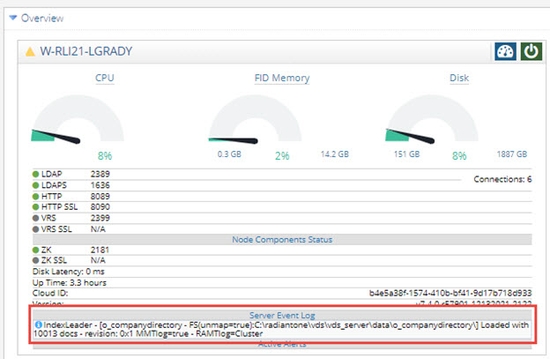 Overview
W-RLI21-LGRADY
CPU FID Memory Disk
8% 0.3 GB 2% 14.2 GB 151 GB 8% 1887 GB
LDAP 2389
Connections: 6
LDAPS 1636
HTTP 8089
HTTP SSL 8090
VRS 2399
VRS SSL N/A
Node Components Status
ZK 2181
ZK SSL N/A
Disk Latency: 0 ms
Up Time: 3.3 hours
Cloud ID: b4e5a38f-1574-410b-bf41-9d17b718d933
Server Event Log
IndexLeader - [o_companydirectory - FS(unmap=true):C:\radiantone\vds\vds_server\data\o_companydirectory\] Loaded with
10013 docs - revision: 0x1 MMTlog=true - RAMTlog=Cluster
Active Alerts